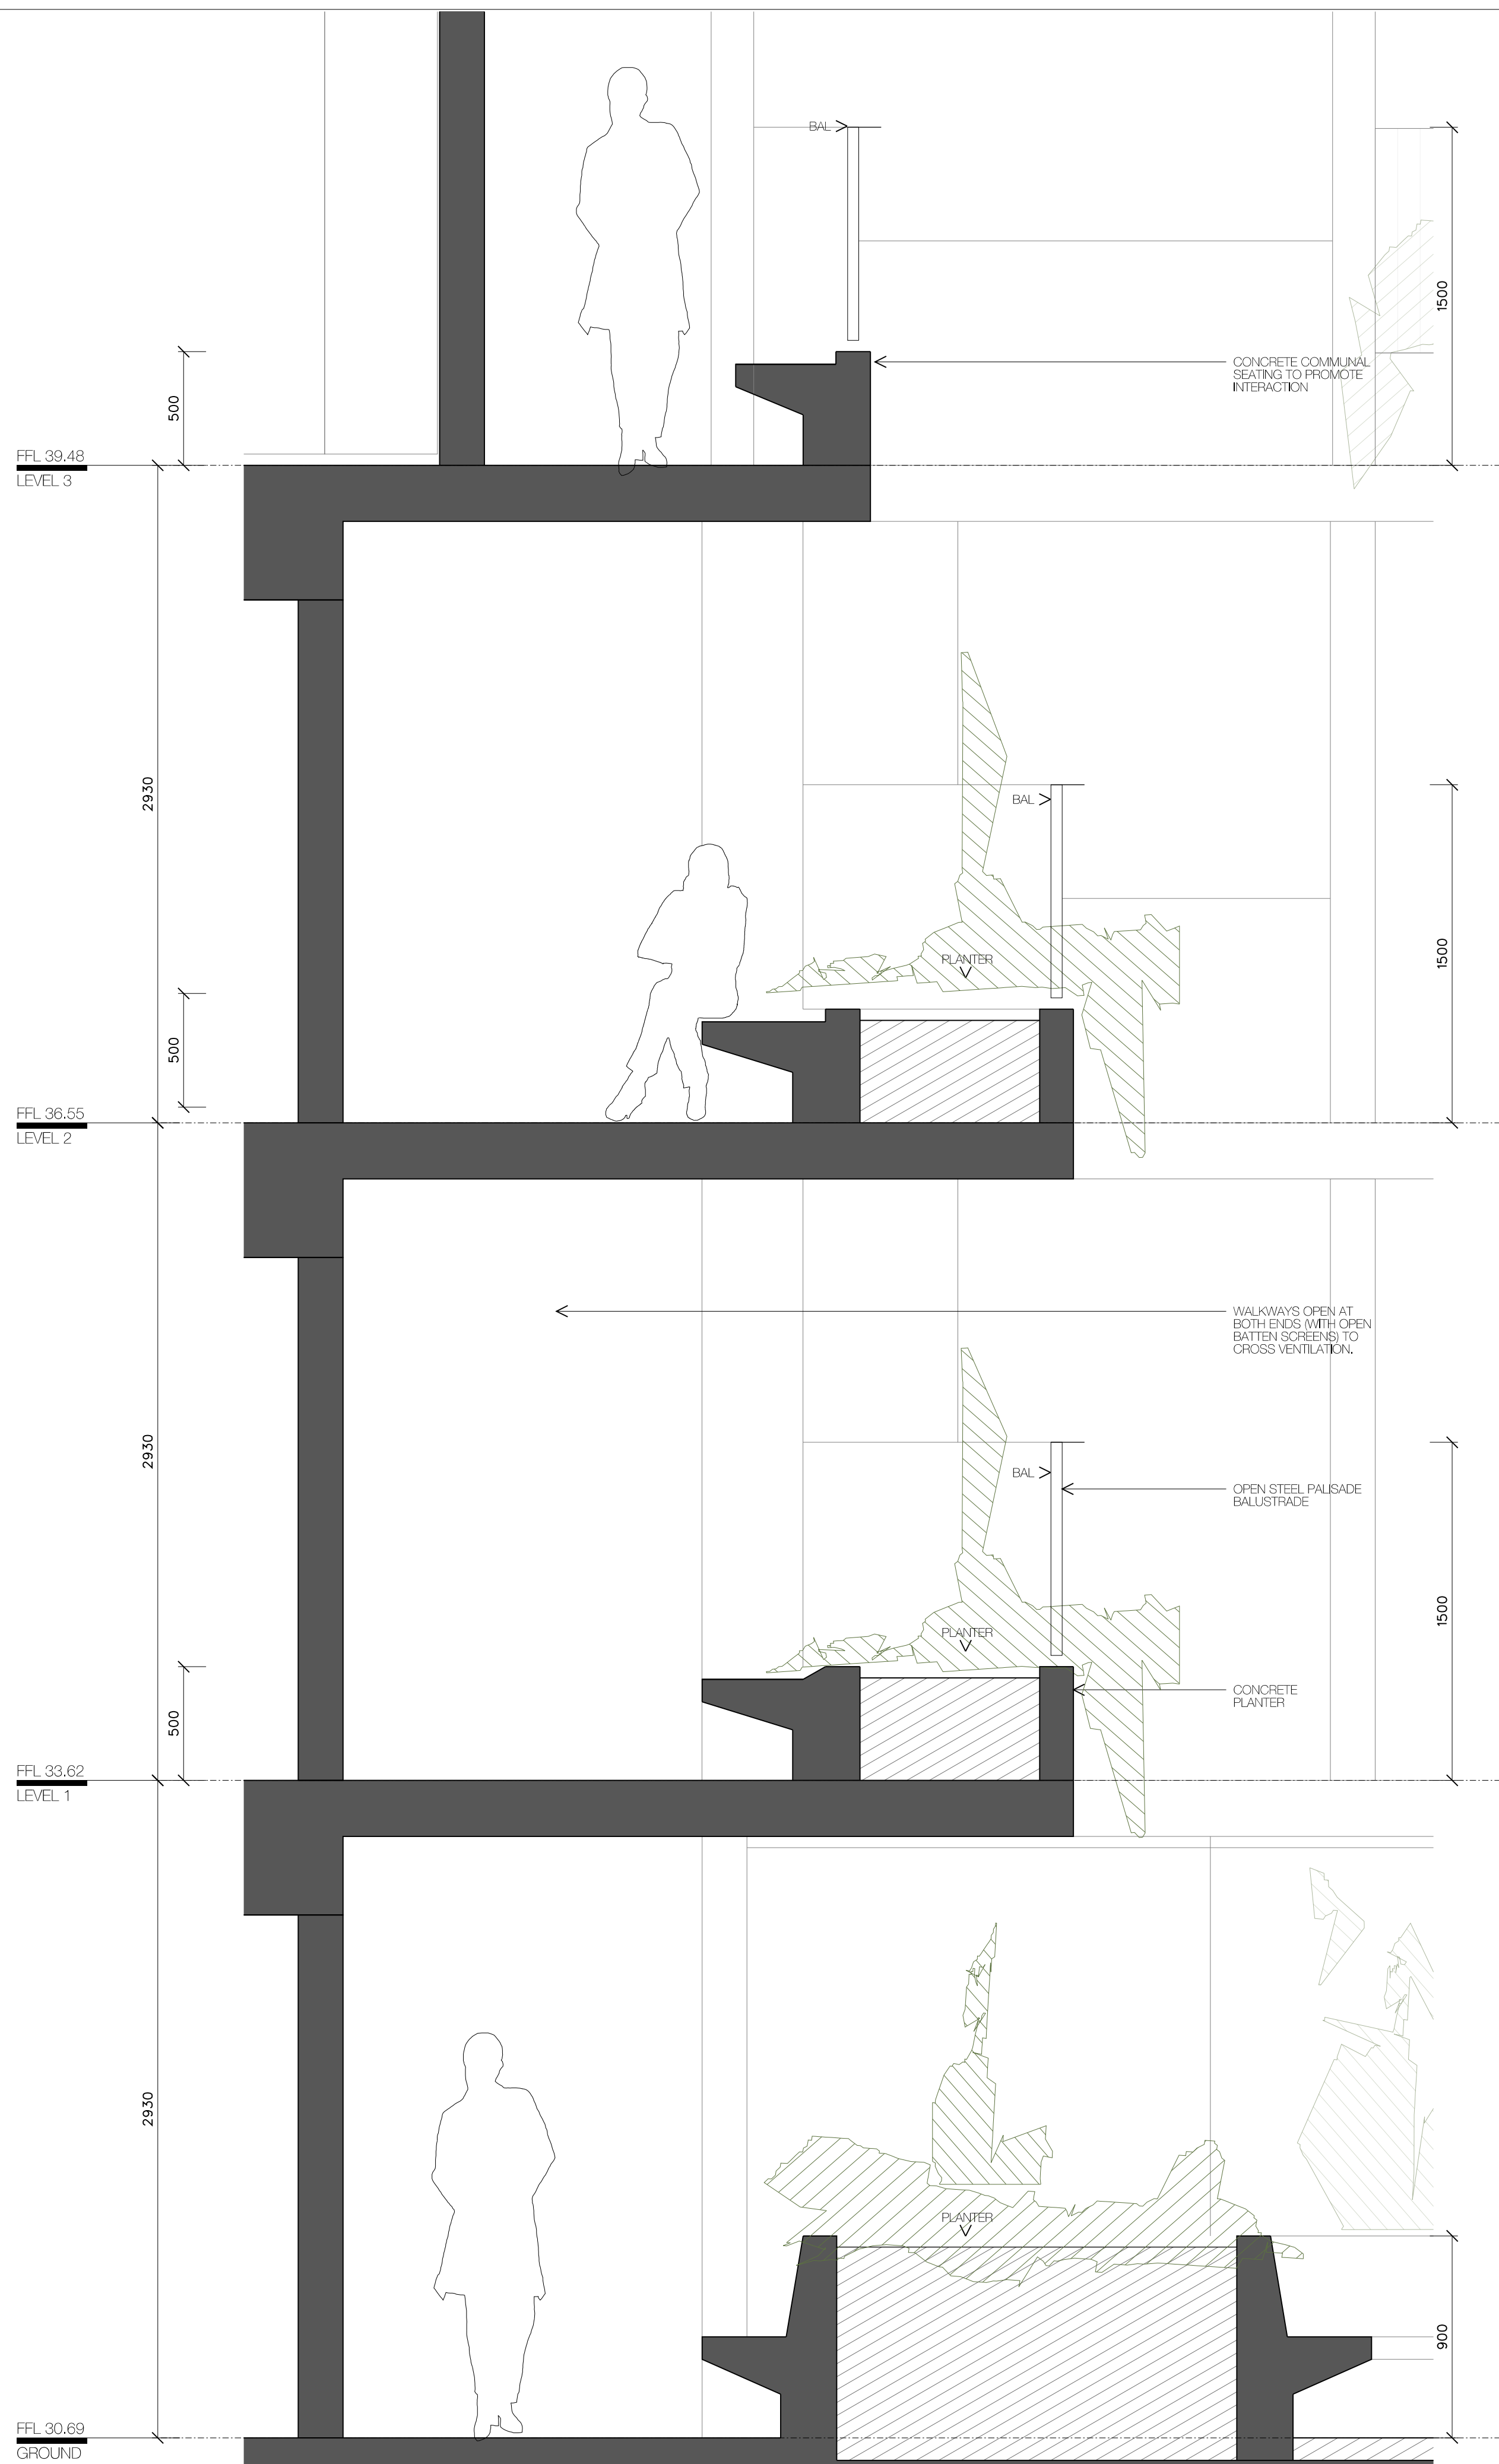 BAL
1500
CONCRETE COMMUNAL
SEATING TO PROMOTE
INTERACTION
500
FFL 39.48
LEVEL 3
2930
BAL
1500
PLANTER
500
FFL 36.55
LEVEL 2
WALKWAYS OPEN AT
BOTH ENDS (WITH OPEN
BATTEN SCREENS) TO
CROSS VENTILATION.
2930
BAL
OPEN STEEL PALISADE
BALUSTRADE
1500
PLANTER
CONCRETE
PLANTER
500
FFL 33.62
LEVEL 1
2930
PLANTER
900
FFL 30.69
GROUND